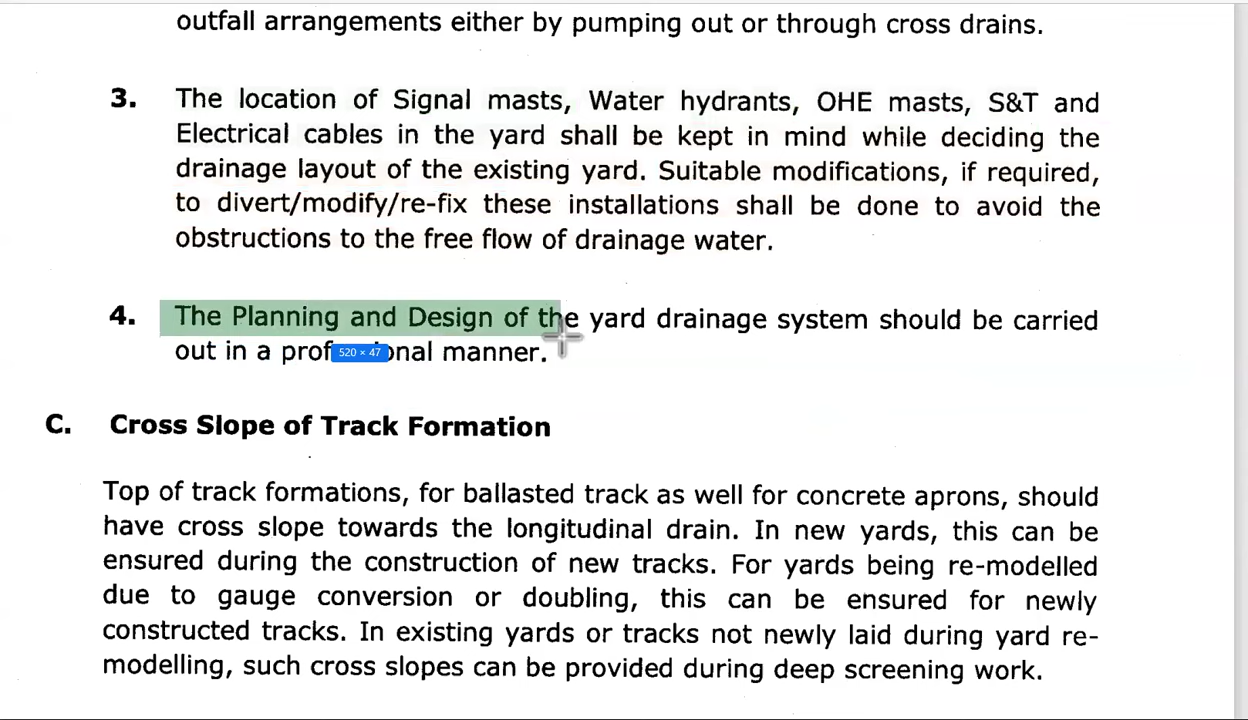 outfall arrangements either by pumping out or through cross drains.
3. The location of Signal masts, Water hydrants, OHE masts, S&T and
Electrical cables in the yard shall be kept in mind while deciding the
drainage layout of the existing yard. Suitable modifications, if required,
to divert/modify/re-fix these installations shall be done to avoid the
obstructions to the free flow of drainage water.
4. The Planning and Design of the yard drainage system should be carried
out in a professional manner.
520 × 47
C. Cross Slope of Track Formation
Top of track formations, for ballasted track as well for concrete aprons, should
have cross slope towards the longitudinal drain. In new yards, this can be
ensured during the construction of new tracks. For yards being re-modelled
due to gauge conversion or doubling, this can be ensured for newly
constructed tracks. In existing yards or tracks not newly laid during yard re-
modelling, such cross slopes can be provided during deep screening work.